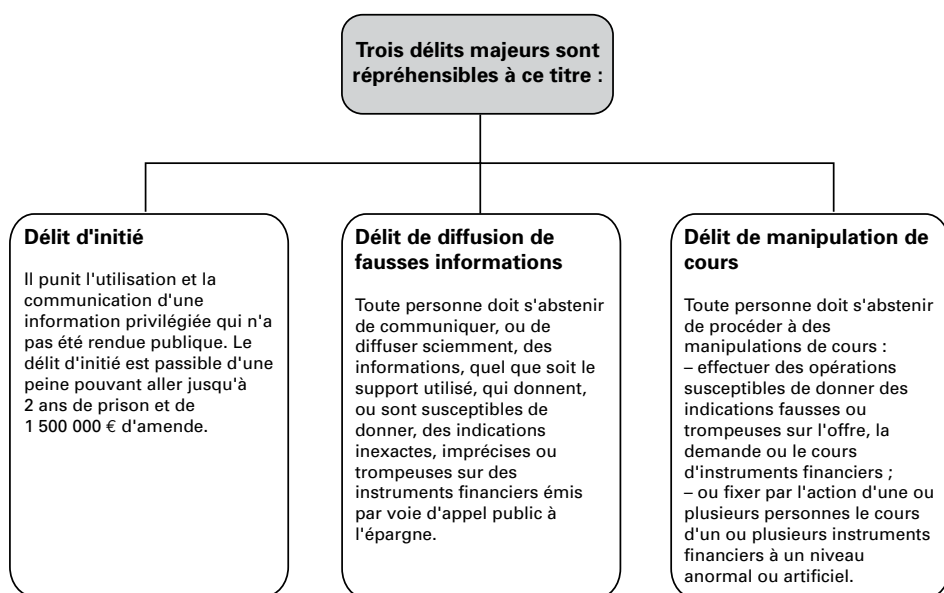 Trois délits majeurs sont
répréhensibles à ce titre :
Délit d'initié
Il punit l'utilisation et la
communication d'une
information privilégiée qui n'a
pas été rendue publique. Le
délit d'initié est passible d'une
peine pouvant aller jusqu'à
2 ans de prison et de
1 500 000 € d'amende.
Délit de diffusion de
fausses informations
Toute personne doit s'abstenir
de communiquer, ou de
diffuser sciemment, des
informations, quel que soit le
support utilisé, qui donnent,
ou sont susceptibles de
donner, des indications
inexactes, imprécises ou
trompeuses sur des
instruments financiers émis
par voie d'appel public à
l'épargne.
Délit de manipulation de
cours
Toute personne doit s'abstenir
de procéder à des
manipulations de cours :
– effectuer des opérations
susceptibles de donner des
indications fausses ou
trompeuses sur l'offre, la
demande ou le cours
d'instruments financiers ;
– ou fixer par l'action d'une ou
plusieurs personnes le cours
d'un ou plusieurs instruments
financiers à un niveau
anormal ou artificiel.